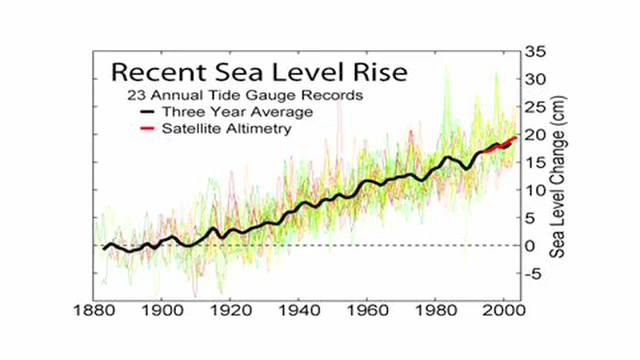 Recent Sea Level Rise
23 Annual Tide Gauge Records
Three Year Average
Satellite Altimetry
35
30
25
20
15
10
5
0
-5
Sea Level Change (cm)
1880 1900 1920 1940 1960 1980 2000